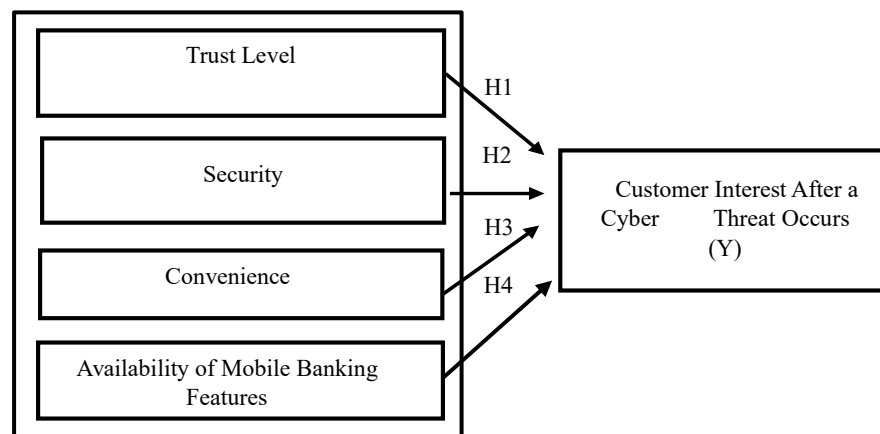 Trust Level
H1
H2
Security
H3
Convenience
H4
Availability of Mobile Banking
Features
Customer Interest After a
Cyber Threat Occurs
(Y)